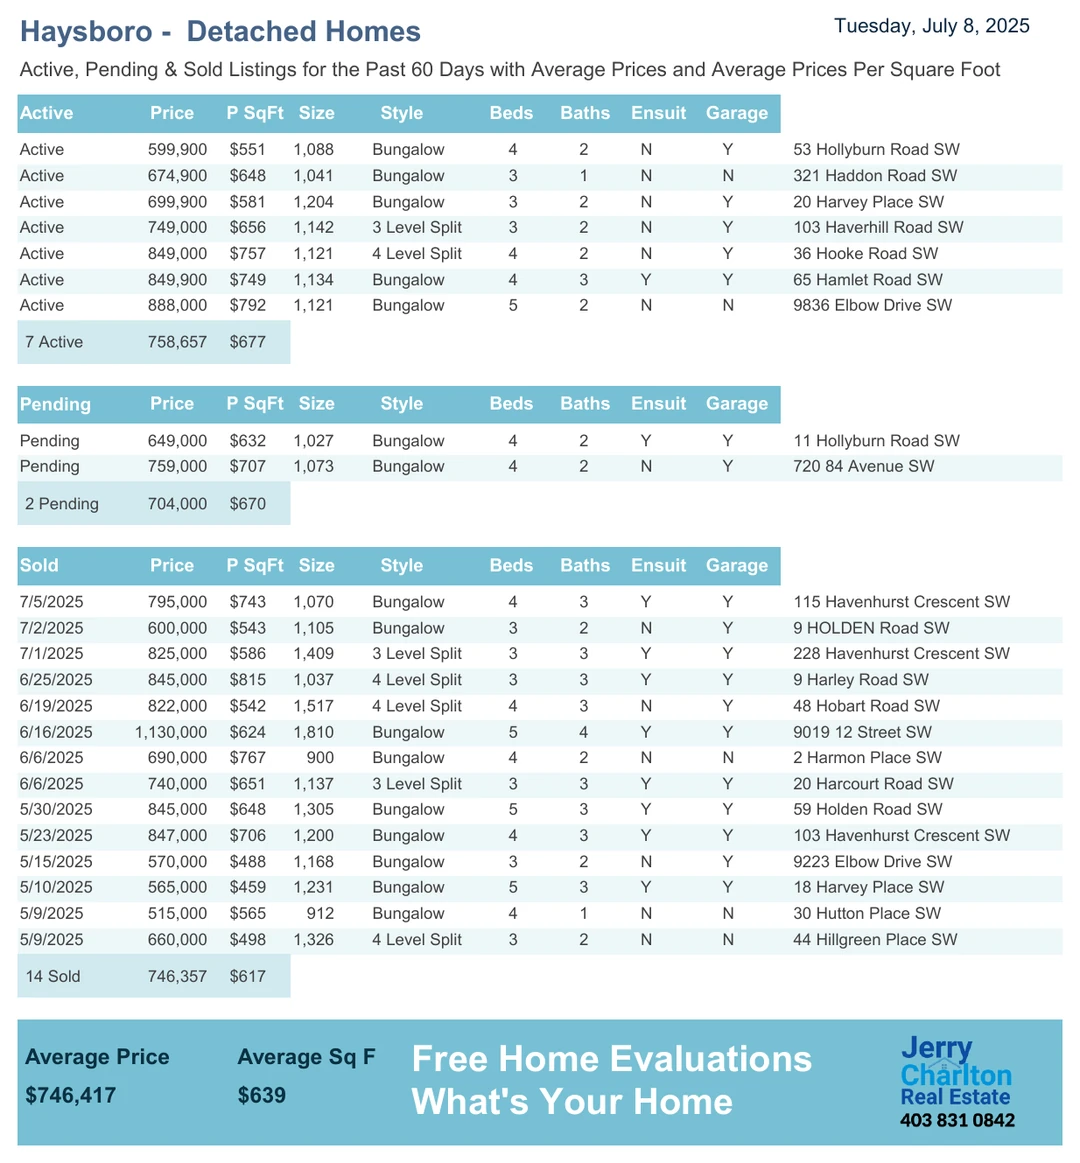 Haysboro - Detached Homes
Tuesday, July 8, 2025
Active, Pending & Sold Listings for the Past 60 Days with Average Prices and Average Prices Per Square Foot
Active Price P SqFt Size Style Beds Baths Ensuit Garage
Active 599,900 $551 1,088 Bungalow 4 2 N Y 53 Hollyburn Road SW
Active 674,900 $648 1,041 Bungalow 3 1 N N 321 Haddon Road SW
Active 699,900 $581 1,204 Bungalow 3 2 N Y 20 Harvey Place SW
Active 749,000 $656 1,142 3 Level Split 3 2 N Y 103 Haverhill Road SW
Active 849,000 $757 1,121 4 Level Split 4 2 N Y 36 Hooke Road SW
Active 849,900 $749 1,134 Bungalow 4 3 Y Y 65 Hamlet Road SW
Active 888,000 $792 1,121 Bungalow 5 2 N N 9836 Elbow Drive SW
7 Active 758,657 $677
Pending Price P SqFt Size Style Beds Baths Ensuit Garage
Pending 649,000 $632 1,027 Bungalow 4 2 Y Y 11 Hollyburn Road SW
Pending 759,000 $707 1,073 Bungalow 4 2 N Y 720 84 Avenue SW
2 Pending 704,000 $670
Sold Price P SqFt Size Style Beds Baths Ensuit Garage
7/5/2025 795,000 $743 1,070 Bungalow 4 3 Y Y 115 Havenhurst Crescent SW
7/2/2025 600,000 $543 1,105 Bungalow 3 2 N Y 9 HOLDEN Road SW
7/1/2025 825,000 $586 1,409 3 Level Split 3 3 Y Y 228 Havenhurst Crescent SW
6/25/2025 845,000 $815 1,037 4 Level Split 3 3 Y Y 9 Harley Road SW
6/19/2025 822,000 $542 1,517 4 Level Split 4 3 N Y 48 Hobart Road SW
6/16/2025 1,130,000 $624 1,810 Bungalow 5 4 Y Y 9019 12 Street SW
6/6/2025 690,000 $767 900 Bungalow 4 2 N N 2 Harmon Place SW
6/6/2025 740,000 $651 1,137 3 Level Split 3 3 Y Y 20 Harcourt Road SW
5/30/2025 845,000 $648 1,305 Bungalow 5 3 Y Y 59 Holden Road SW
5/23/2025 847,000 $706 1,200 Bungalow 4 3 Y Y 103 Havenhurst Crescent SW
5/15/2025 570,000 $488 1,168 Bungalow 3 2 N Y 9223 Elbow Drive SW
5/10/2025 565,000 $459 1,231 Bungalow 5 3 Y Y 18 Harvey Place SW
5/9/2025 515,000 $565 912 Bungalow 4 1 N N 30 Hutton Place SW
5/9/2025 660,000 $498 1,326 4 Level Split 3 2 N N 44 Hillgreen Place SW
14 Sold 746,357 $617
Average Price Average Sq F
$746,417 $639
Free Home Evaluations
What's Your Home
Jerry
Charlton
Real Estate
403 831 0842